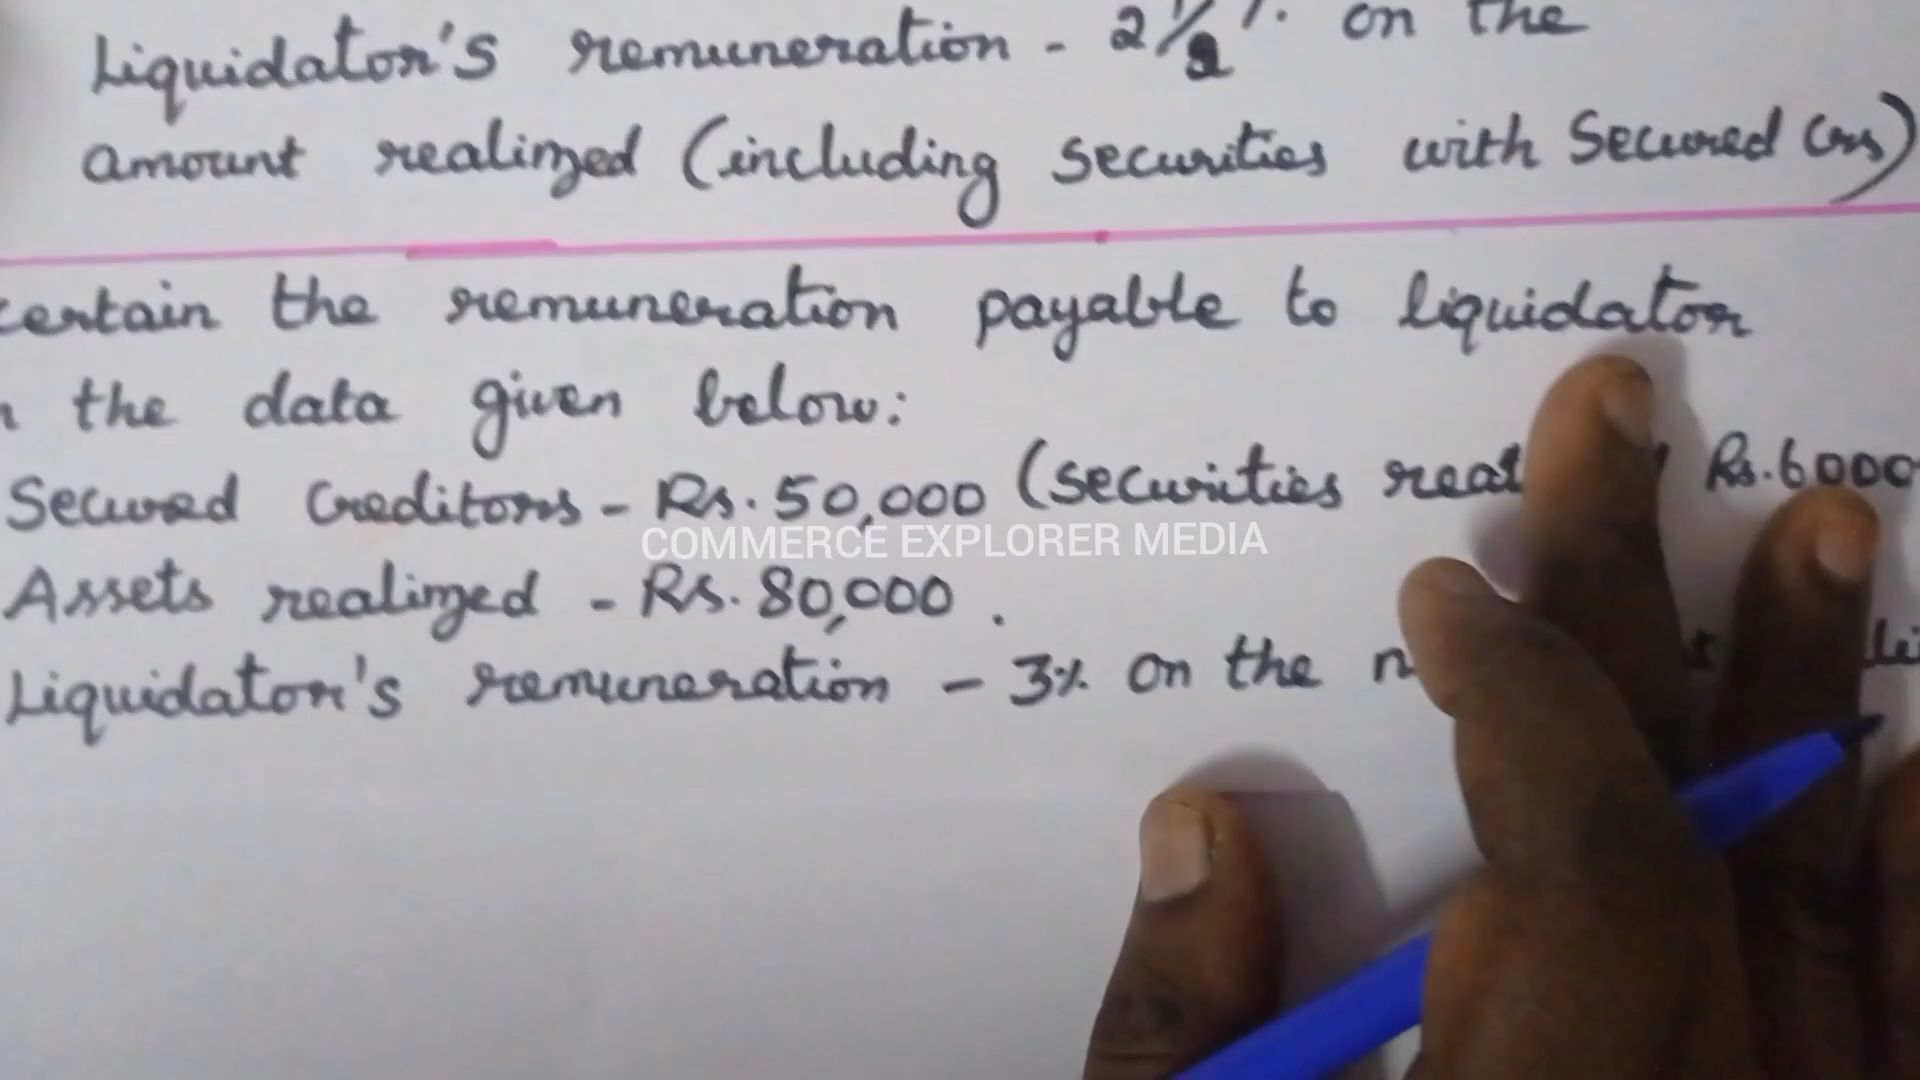 Liquidator's remuneration - 2 1/2 % on the
amount realized (including securities with Secured Crs)
certain the remuneration payable to liquidator
the data given below:
Secured Creditors - Rs. 50,000 (securities Rs. 6000
Assets realized - Rs. 80,000.
Liquidator's remuneration - 3% on the
COMMERCE EXPLORER MEDIA